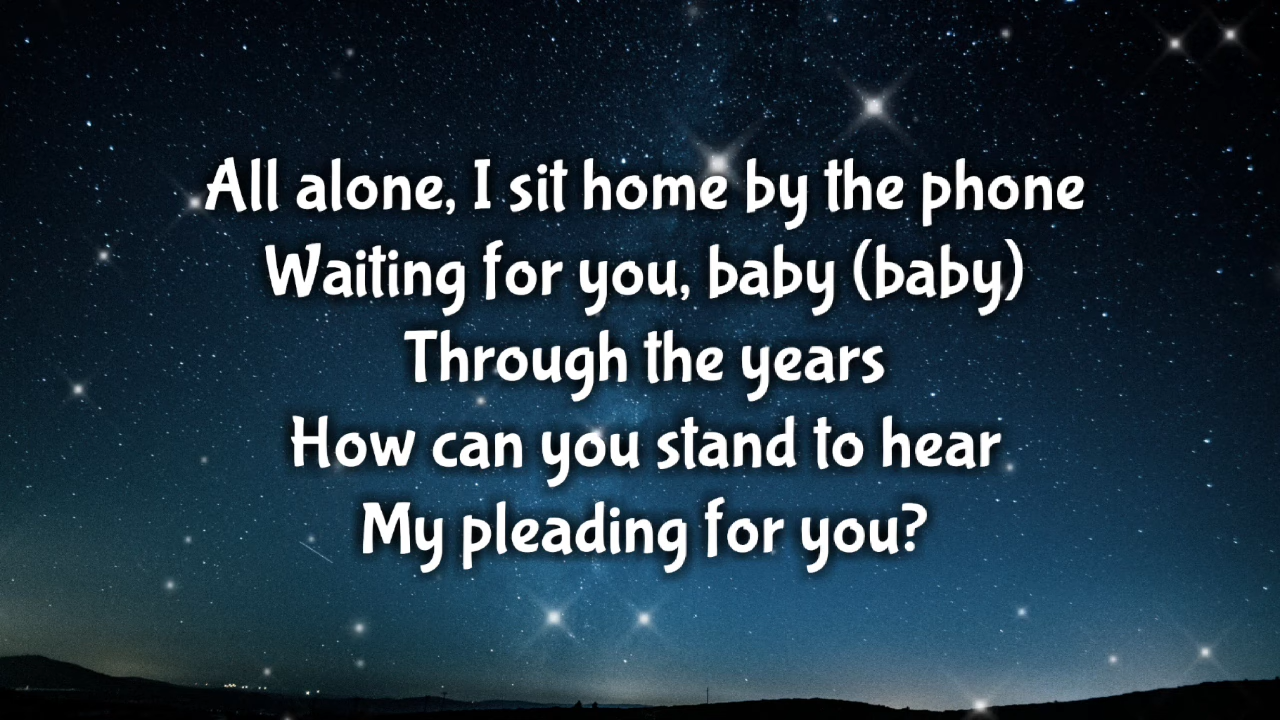 All alone, I sit home by the phone
Waiting for you, baby (baby)
Through the years
How can you stand to hear
My pleading for you?